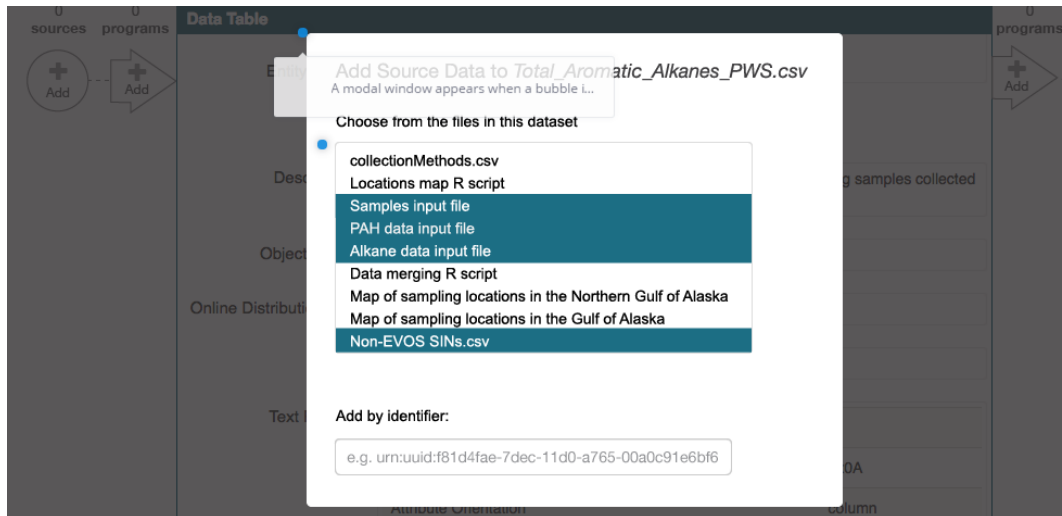 0 0 Data Table 0
sources programs programs
Add Source Data to Total_Aromatic_Alkanes_PWS.csv
Add Add Add
A modal window appears when a bubble i...
Choose from the files in this dataset
collectionMethods.csv
Locations map R script
Desc g samples collected
Samples input file
PAH data input file
Object Alkane data input file
Data merging R script
Map of sampling locations in the Northern Gulf of Alaska
Online Distributi Map of sampling locations in the Gulf of Alaska
Non-EVOS SINs.csv
Text Add by identifier:
e.g. urn:uuid:f81d4fae-7dec-11d0-a765-00a0c91e6bf6
20A
Attribute Orientation column